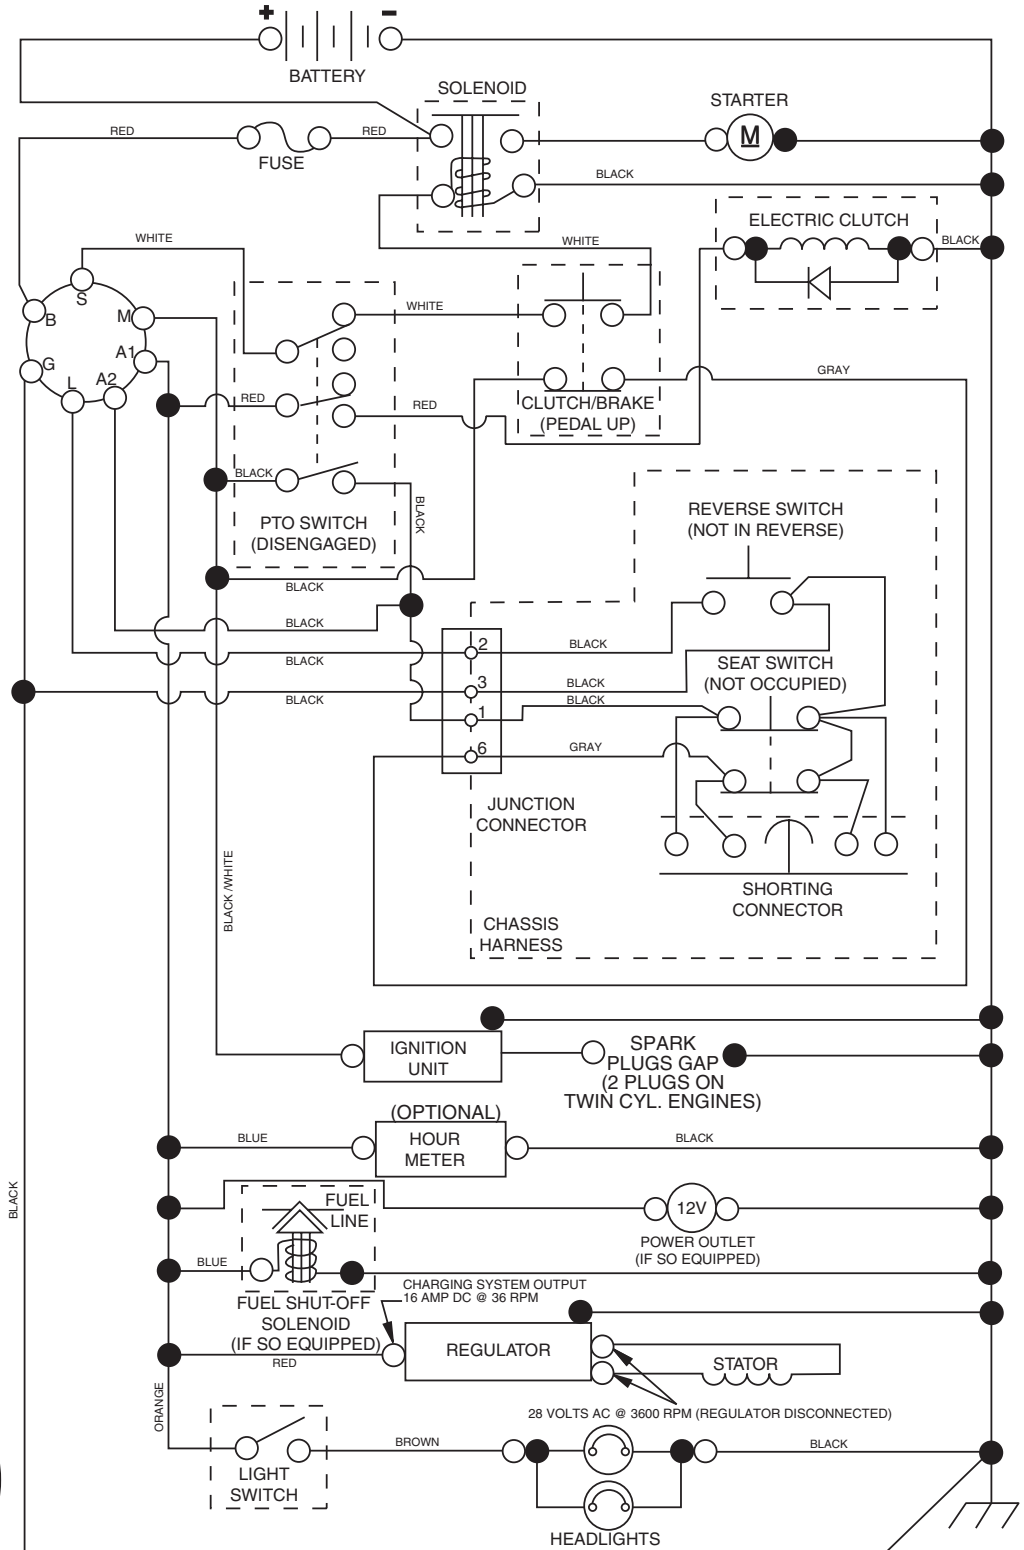 + -
BATTERY
SOLENOID
STARTER
M
RED
FUSE
RED
BLACK
ELECTRIC CLUTCH
BLACK
WHITE
WHITE
S
B
M
A1
G
L
A2
WHITE
RED
RED
BLACK
BLACK
CLUTCH/BRAKE
(PEDAL UP)
GRAY
PTO SWITCH
(DISENGAGED)
REVERSE SWITCH
(NOT IN REVERSE)
BLACK
BLACK
BLACK
BLACK
2
BLACK
3
BLACK
1
BLACK
6
GRAY
SEAT SWITCH
(NOT OCCUPIED)
JUNCTION
CONNECTOR
SHORTING
CONNECTOR
CHASSIS
HARNESS
BLACK /WHITE
IGNITION
UNIT
SPARK
PLUGS GAP
(2 PLUGS ON
TWIN CYL. ENGINES)
(OPTIONAL)
HOUR
METER
BLUE
BLACK
BLACK
FUEL
LINE
12V
POWER OUTLET
(IF SO EQUIPPED)
BLUE
FUEL SHUT-OFF
SOLENOID
(IF SO EQUIPPED)
CHARGING SYSTEM OUTPUT
16 AMP DC @ 36 RPM
RED
REGULATOR
STATOR
28 VOLTS AC @ 3600 RPM (REGULATOR DISCONNECTED)
ORANGE
LIGHT
SWITCH
BROWN
BLACK
HEADLIGHTS